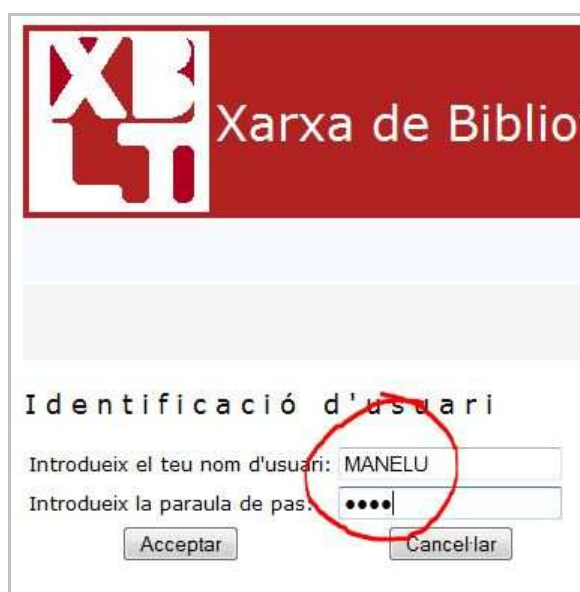 XB
LT
Xarxa de Biblio
Identificació d'usuari
Introdueix el teu nom d'usuari: MANELU
Introdueix la paraula de pas: ••••
Acceptar Cancel·lar